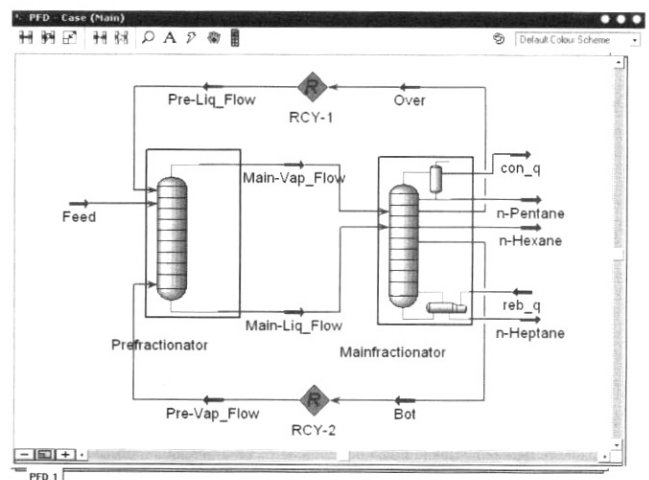 PFD - Case (Main)
A
Default Colour Scheme
Pre-Liq_Flow
R
Over
RCY-1
Main-Vap_Flow
con_q
Feed
n-Pentane
n-Hexane
reb_q
Main-Liq_Flow
n-Heptane
Prefractionator
Mainfractionator
Pre-Vap_Flow
R
Bot
RCY-2
PFD 1